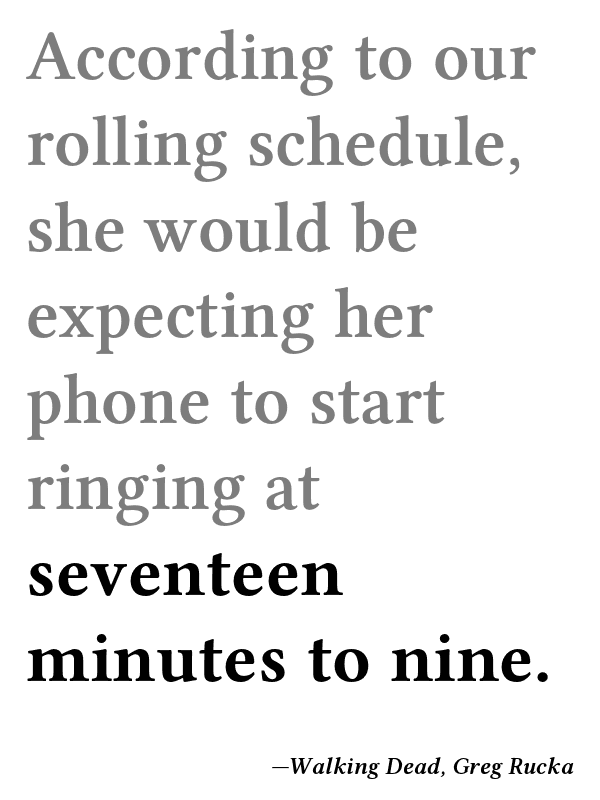 According to our
rolling schedule,
she would be
expecting her
phone to start
ringing at
seventeen
minutes to nine.
—Walking Dead, Greg Rucka